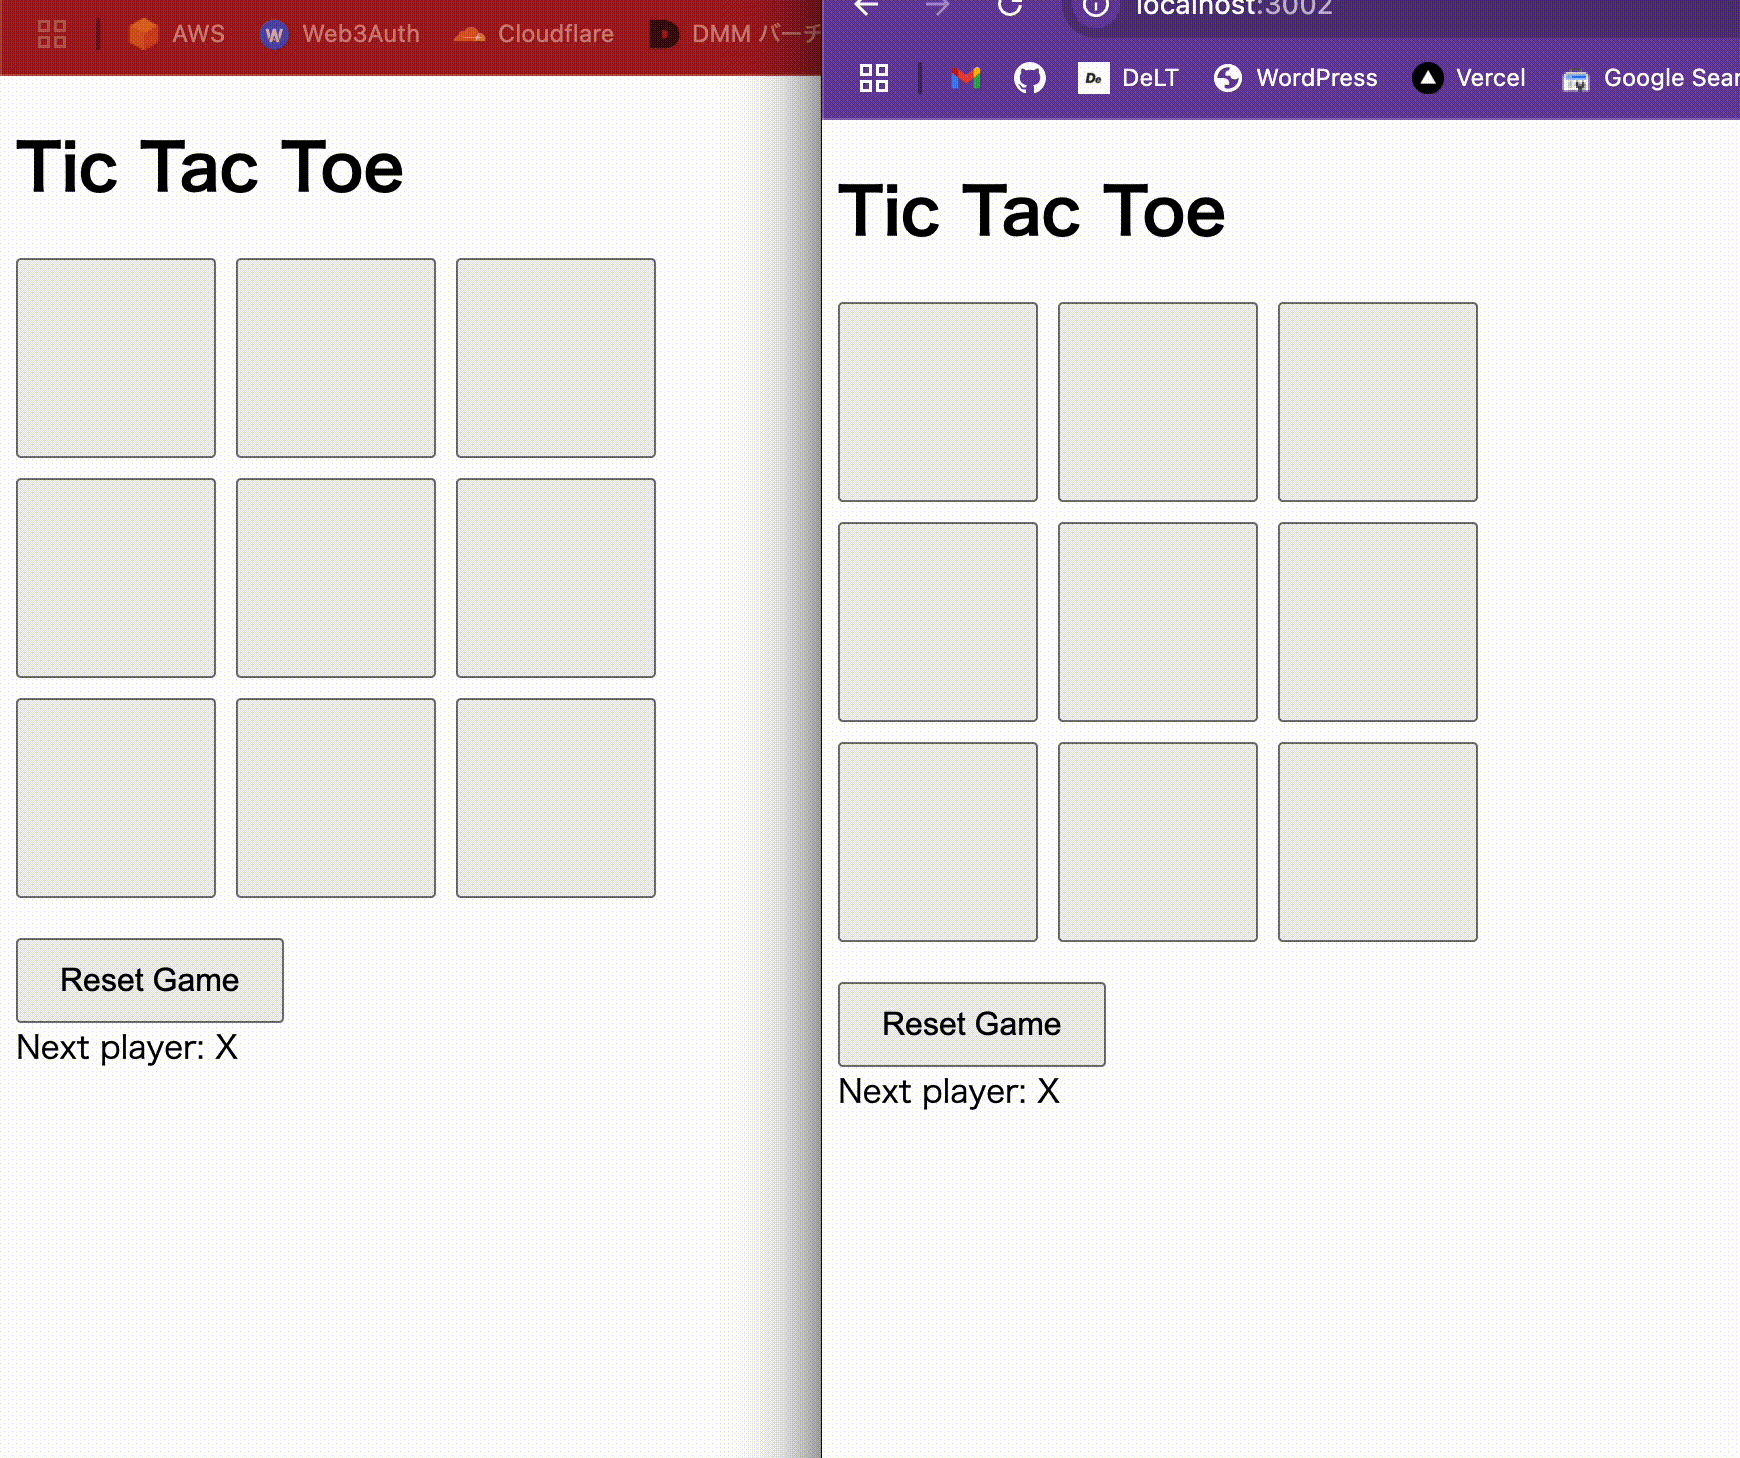 AWS Web3Auth Cloudflare DMM バーチ
Tic Tac Toe
Reset Game
Next player: X
localhost:3002
De DeLT WordPress Vercel Google Sear
Tic Tac Toe
Reset Game
Next player: X